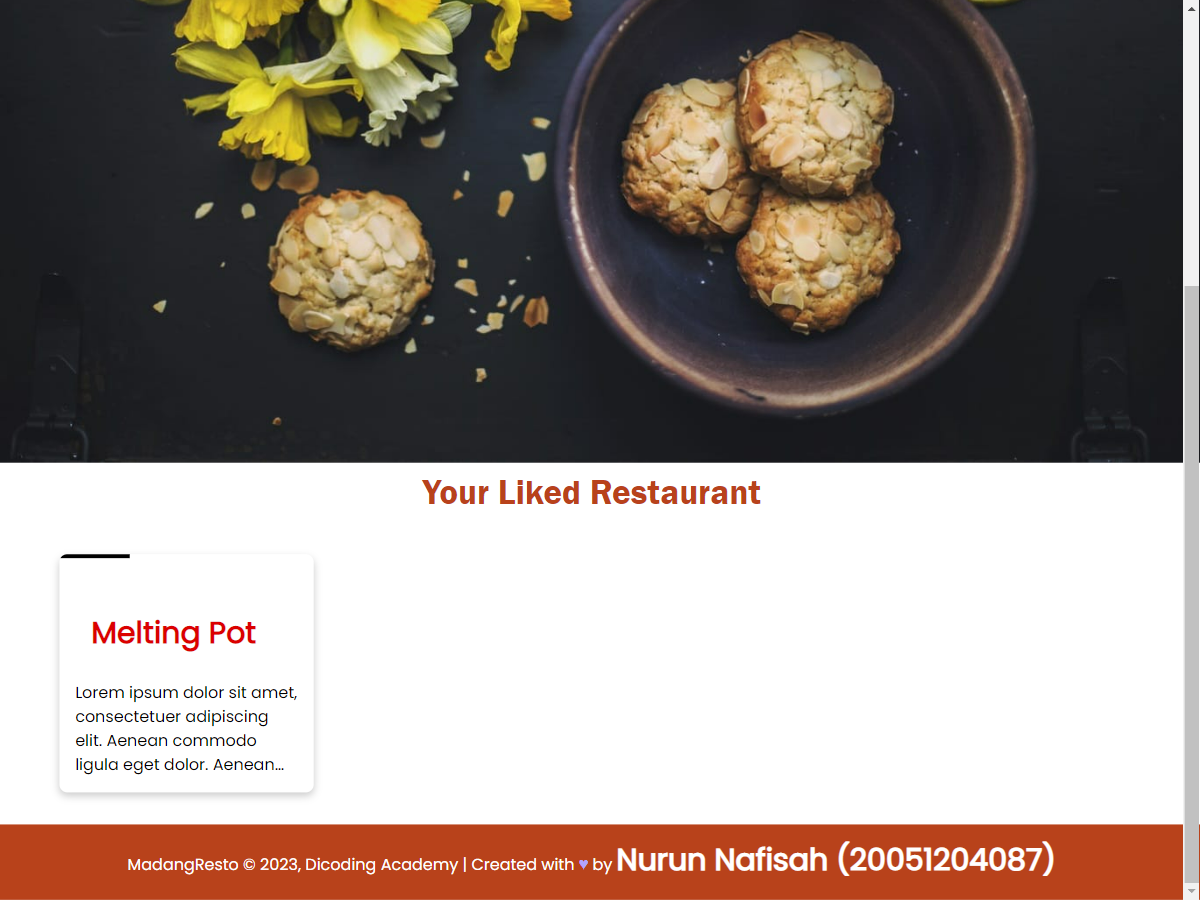 Your Liked Restaurant
Melting Pot
Lorem ipsum dolor sit amet,
consectetuer adipiscing
elit. Aenean commodo
ligula eget dolor. Aenean...
MadangResto © 2023, Dicoding Academy | Created with ♥ by Nurun Nafisah (20051204087)